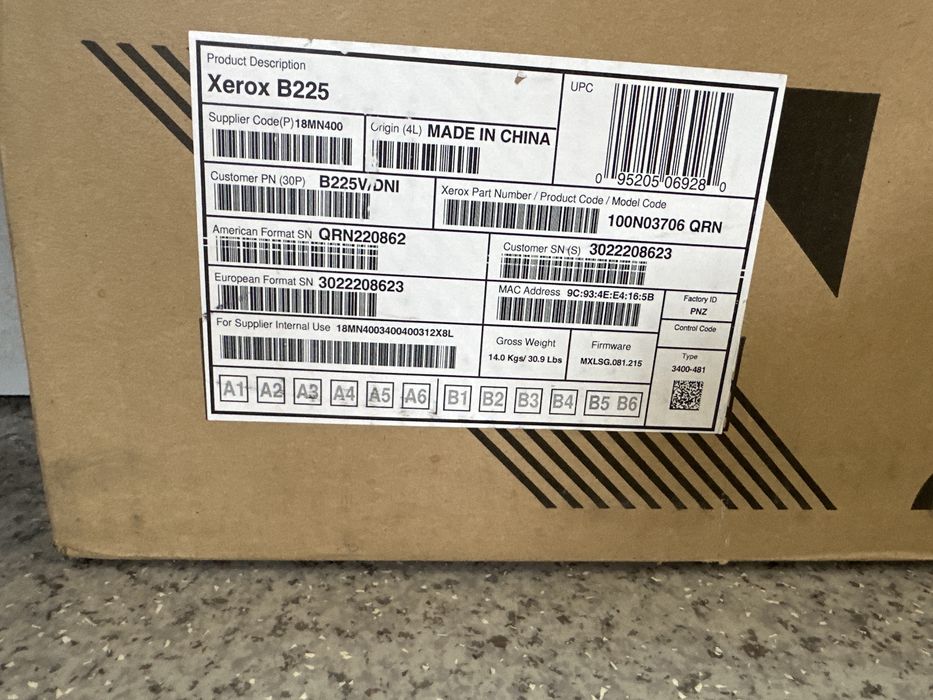 Product Description
Xerox B225
UPC
0 95205 06928 0
Supplier Code(P) 18MN400
Origin (4L) MADE IN CHINA
Customer PN (30P) B225V/DNI
Xerox Part Number / Product Code / Model Code
100N03706 QRN
American Format SN QRN220862
Customer SN (S) 3022208623
European Format SN 3022208623
MAC Address 9C:93:4E:E4:16:5B
Factory ID
PNZ
For Supplier Internal Use 18MN4003400400312X8L
Gross Weight
14.0 Kgs/ 30.9 Lbs
Firmware
MXLSG.081.215
Control Code
Type
3400-481
A1 A2 A3 A4 A5 A6 B1 B2 B3 B4 B5 B6